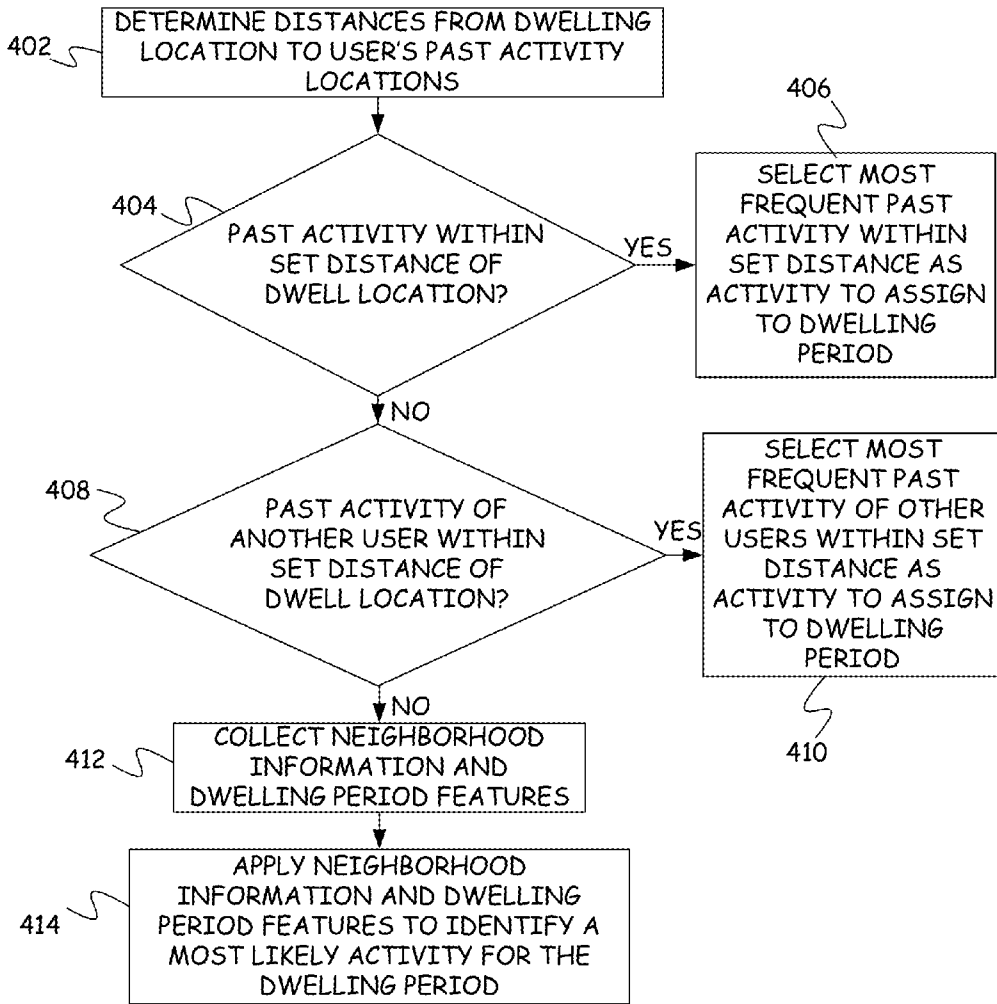 DETERMINE DISTANCES FROM DWELLING
LOCATION TO USER'S PAST ACTIVITY
LOCATIONS
402
406
404
PAST ACTIVITY WITHIN
SET DISTANCE OF
DWELL LOCATION?
YES
SELECT MOST
FREQUENT PAST
ACTIVITY WITHIN
SET DISTANCE AS
ACTIVITY TO ASSIGN
TO DWELLING
PERIOD
NO
408
PAST ACTIVITY OF
ANOTHER USER WITHIN
SET DISTANCE OF
DWELL LOCATION?
YES
SELECT MOST
FREQUENT PAST
ACTIVITY OF OTHER
USERS WITHIN SET
DISTANCE AS
ACTIVITY TO ASSIGN
TO DWELLING
PERIOD
410
NO
412
COLLECT NEIGHBORHOOD
INFORMATION AND
DWELLING PERIOD FEATURES
414
APPLY NEIGHBORHOOD
INFORMATION AND DWELLING
PERIOD FEATURES TO IDENTIFY A
MOST LIKELY ACTIVITY FOR THE
DWELLING PERIOD